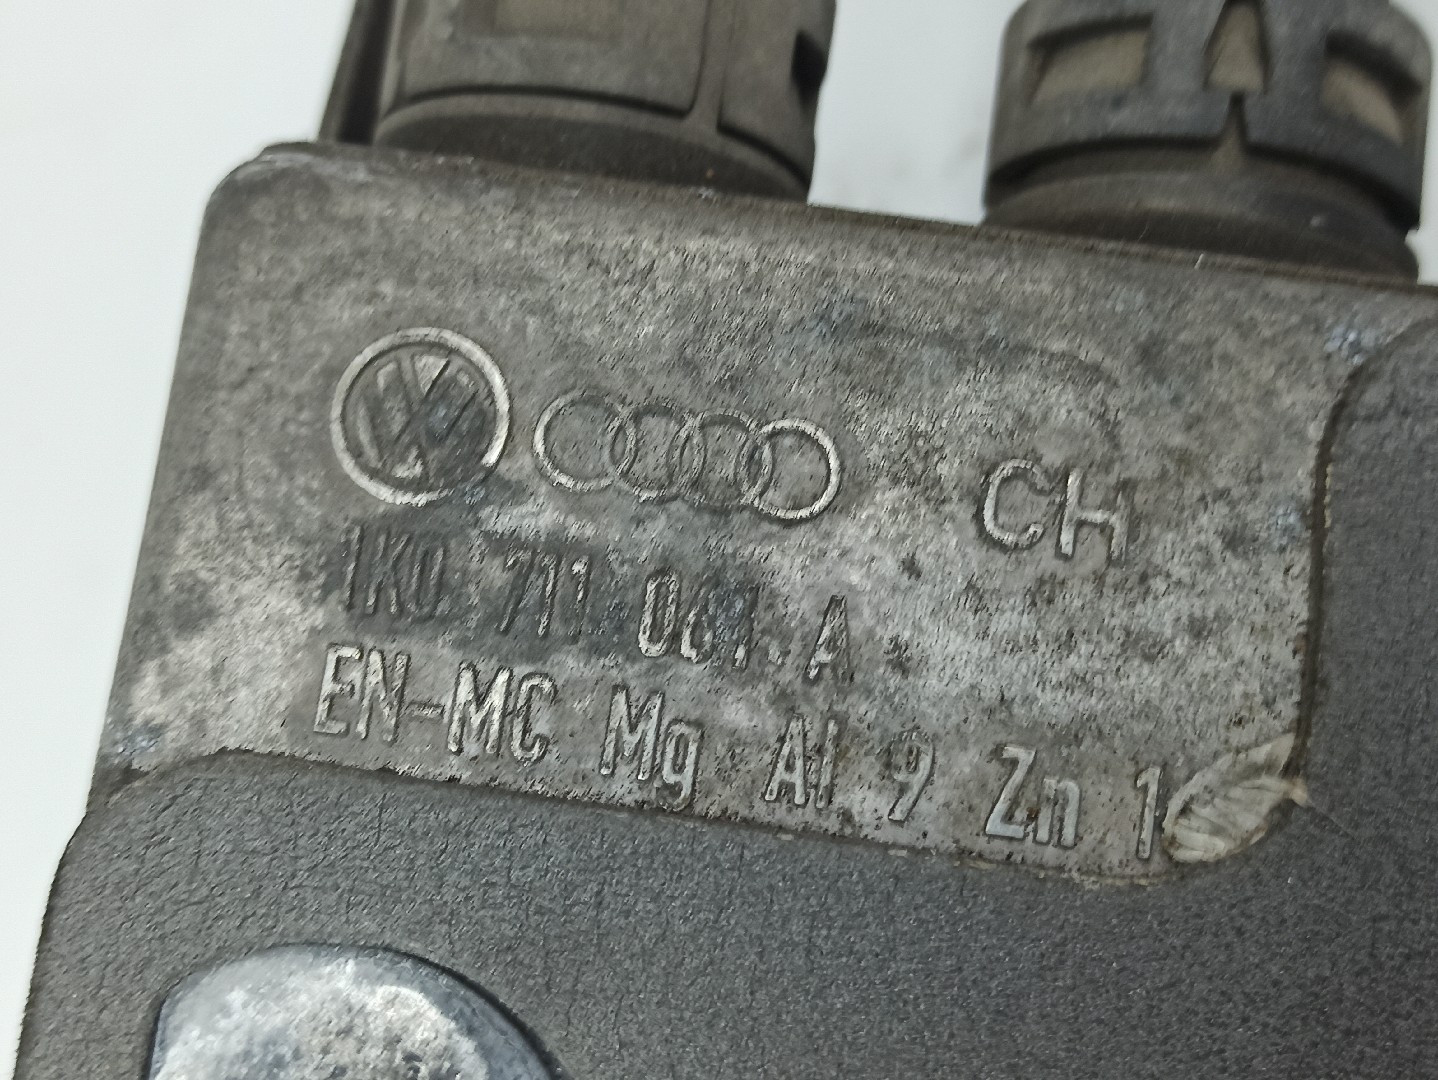 CH
1K0 711 061 A
EN-MC Mg Al 9 Zn 1